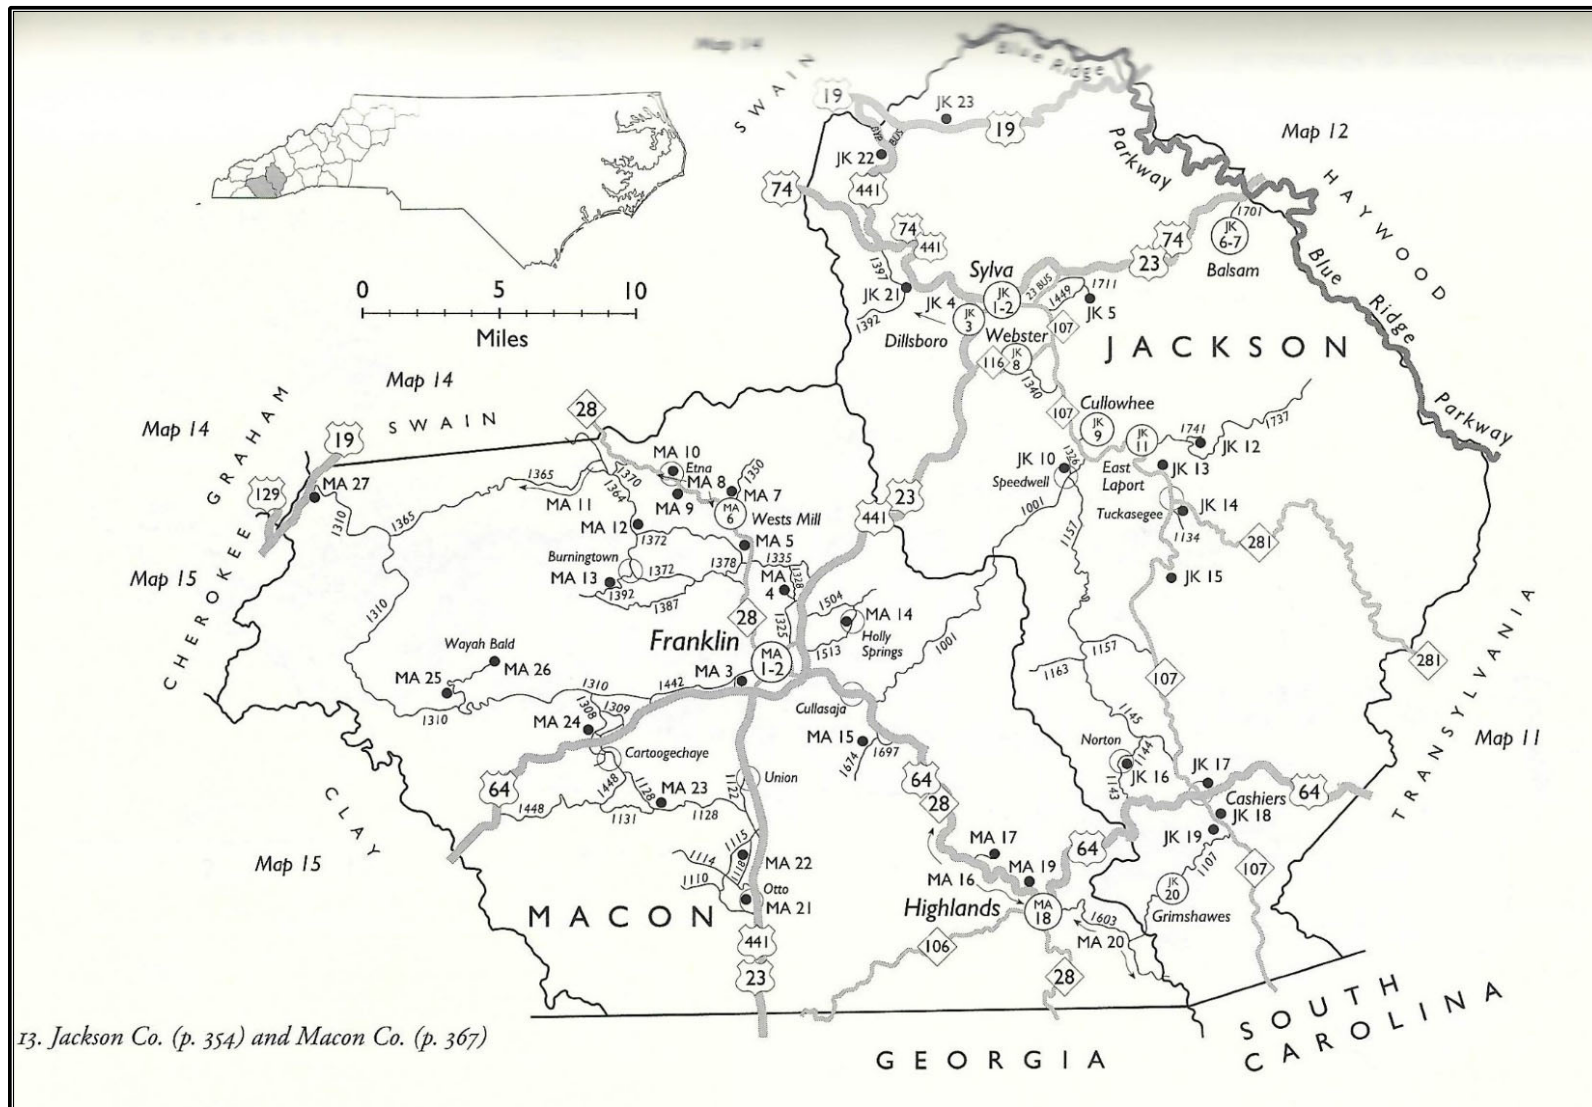 Map 14
Blue Ridge
Parkway
SWAIN
19
JK 23
19
BYP
BUS
JK 22
441
74
Map 12
HAYWOOD
1701
JK 6-7
Balsam
74
23
74
441
1397
JK 21
1392
JK 4
Sylva
JK 1-2
23 BUS
1449
1711
JK 5
JK 3
Dillsboro
Webster
JK 8
116
107
1340
JACKSON
Blue
Ridge
Parkway
0 5 10
Miles
Map 14
Map 14
SWAIN
GRAHAM
28
19
129
MA 27
1310
1365
1365
MA 11
1364
1370
MA 10
Etna
MA 8
1350
MA 7
MA 9
MA 6
Wests Mill
MA 12
1372
MA 5
Burningtown
1372
1378
1335
1328
MA 13
1392
1387
MA 4
1325
28
23
441
107
Cullowhee
JK 9
JK 11
1741
1737
JK 12
East Laport
JK 13
JK 10
1326
Speedwell
1001
1157
Tuckasegee
JK 14
1134
281
JK 15
281
Map 15
CHEROKEE
1310
Wayah Bald
MA 26
MA 25
1310
1310
1442
Franklin
MA 1-2
MA 3
1504
MA 14
Holly Springs
1513
1001
Cullasaja
1157
1163
107
1145
TRANSYLVANIA
Map 11
MA 24
1308
1309
Cartoogechaye
64
1448
1448
1128
MA 23
1131
1128
Union
1122
MA 15
1674
1697
64
28
Norton
1144
JK 16
1143
JK 17
Cashiers
64
JK 18
JK 19
1107
107
64
CLAY
Map 15
MACON
1115
1114
1118
1110
MA 22
Otto
MA 21
441
23
MA 17
MA 16
MA 19
Highlands
MA 18
1603
MA 20
106
28
JK 20
Grimshawes
SOUTH
CAROLINA
GEORGIA
13. Jackson Co. (p. 354) and Macon Co. (p. 367)